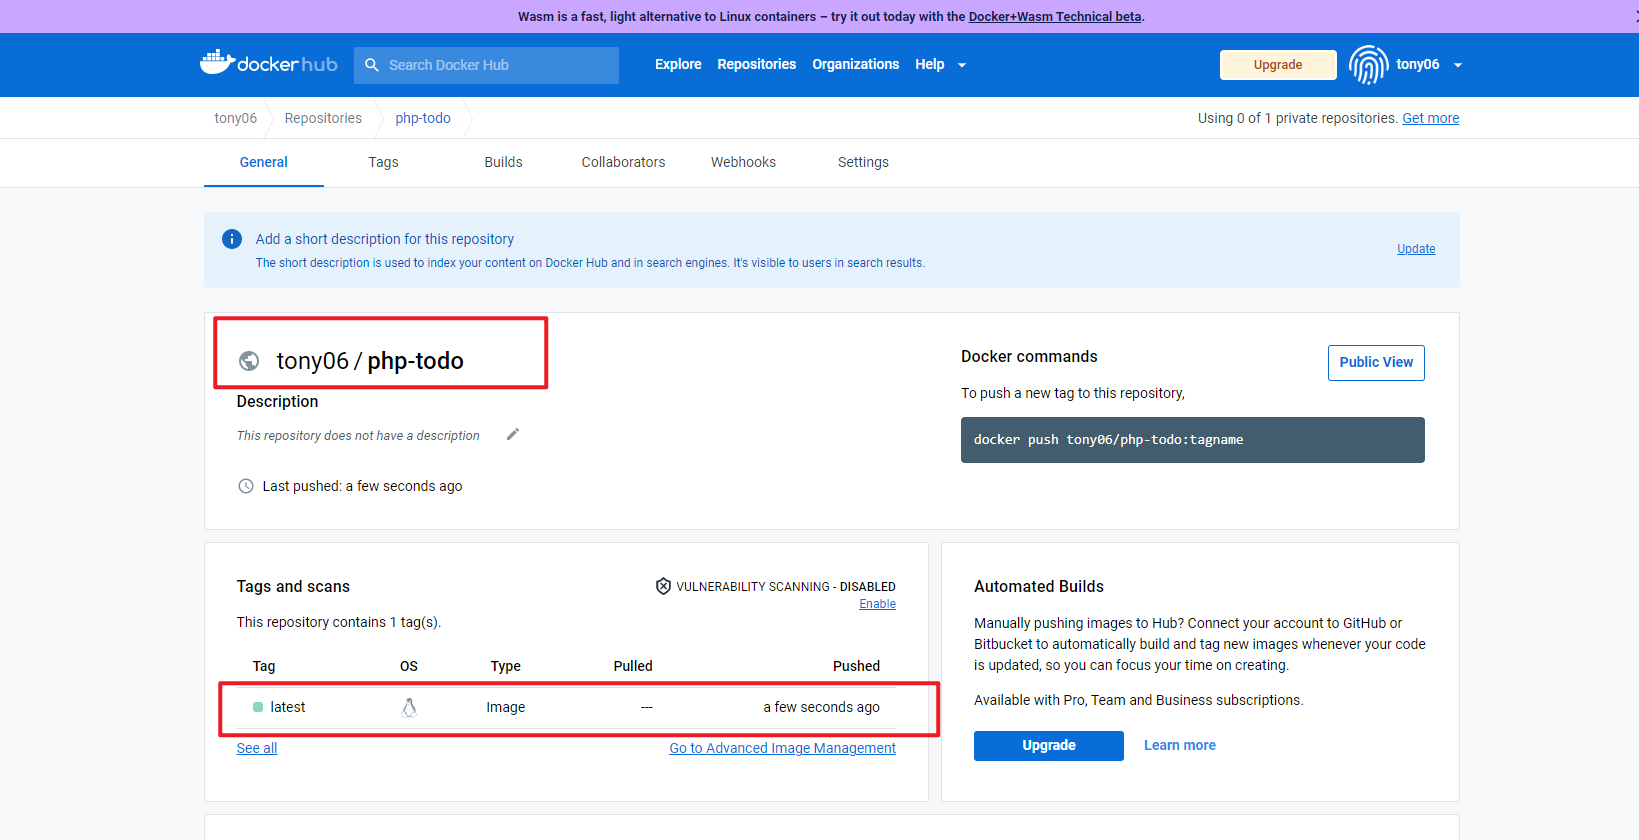 Wasm is a fast, light alternative to Linux containers – try it out today with the Docker+Wasm Technical beta.
docker hub
Search Docker Hub
Explore
Repositories
Organizations
Help
Upgrade
tony06
tony06
Repositories
php-todo
Using 0 of 1 private repositories. Get more
General
Tags
Builds
Collaborators
Webhooks
Settings
Add a short description for this repository
The short description is used to index your content on Docker Hub and in search engines. It's visible to users in search results.
Update
tony06 / php-todo
Description
This repository does not have a description
Last pushed: a few seconds ago
Docker commands
Public View
To push a new tag to this repository,
docker push tony06/php-todo:tagname
Tags and scans
VULNERABILITY SCANNING - DISABLED
Enable
This repository contains 1 tag(s).
Tag OS Type Pulled Pushed
latest Image --- a few seconds ago
See all
Go to Advanced Image Management
Automated Builds
Manually pushing images to Hub? Connect your account to GitHub or
Bitbucket to automatically build and tag new images whenever your code
is updated, so you can focus your time on creating.
Available with Pro, Team and Business subscriptions.
Upgrade
Learn more